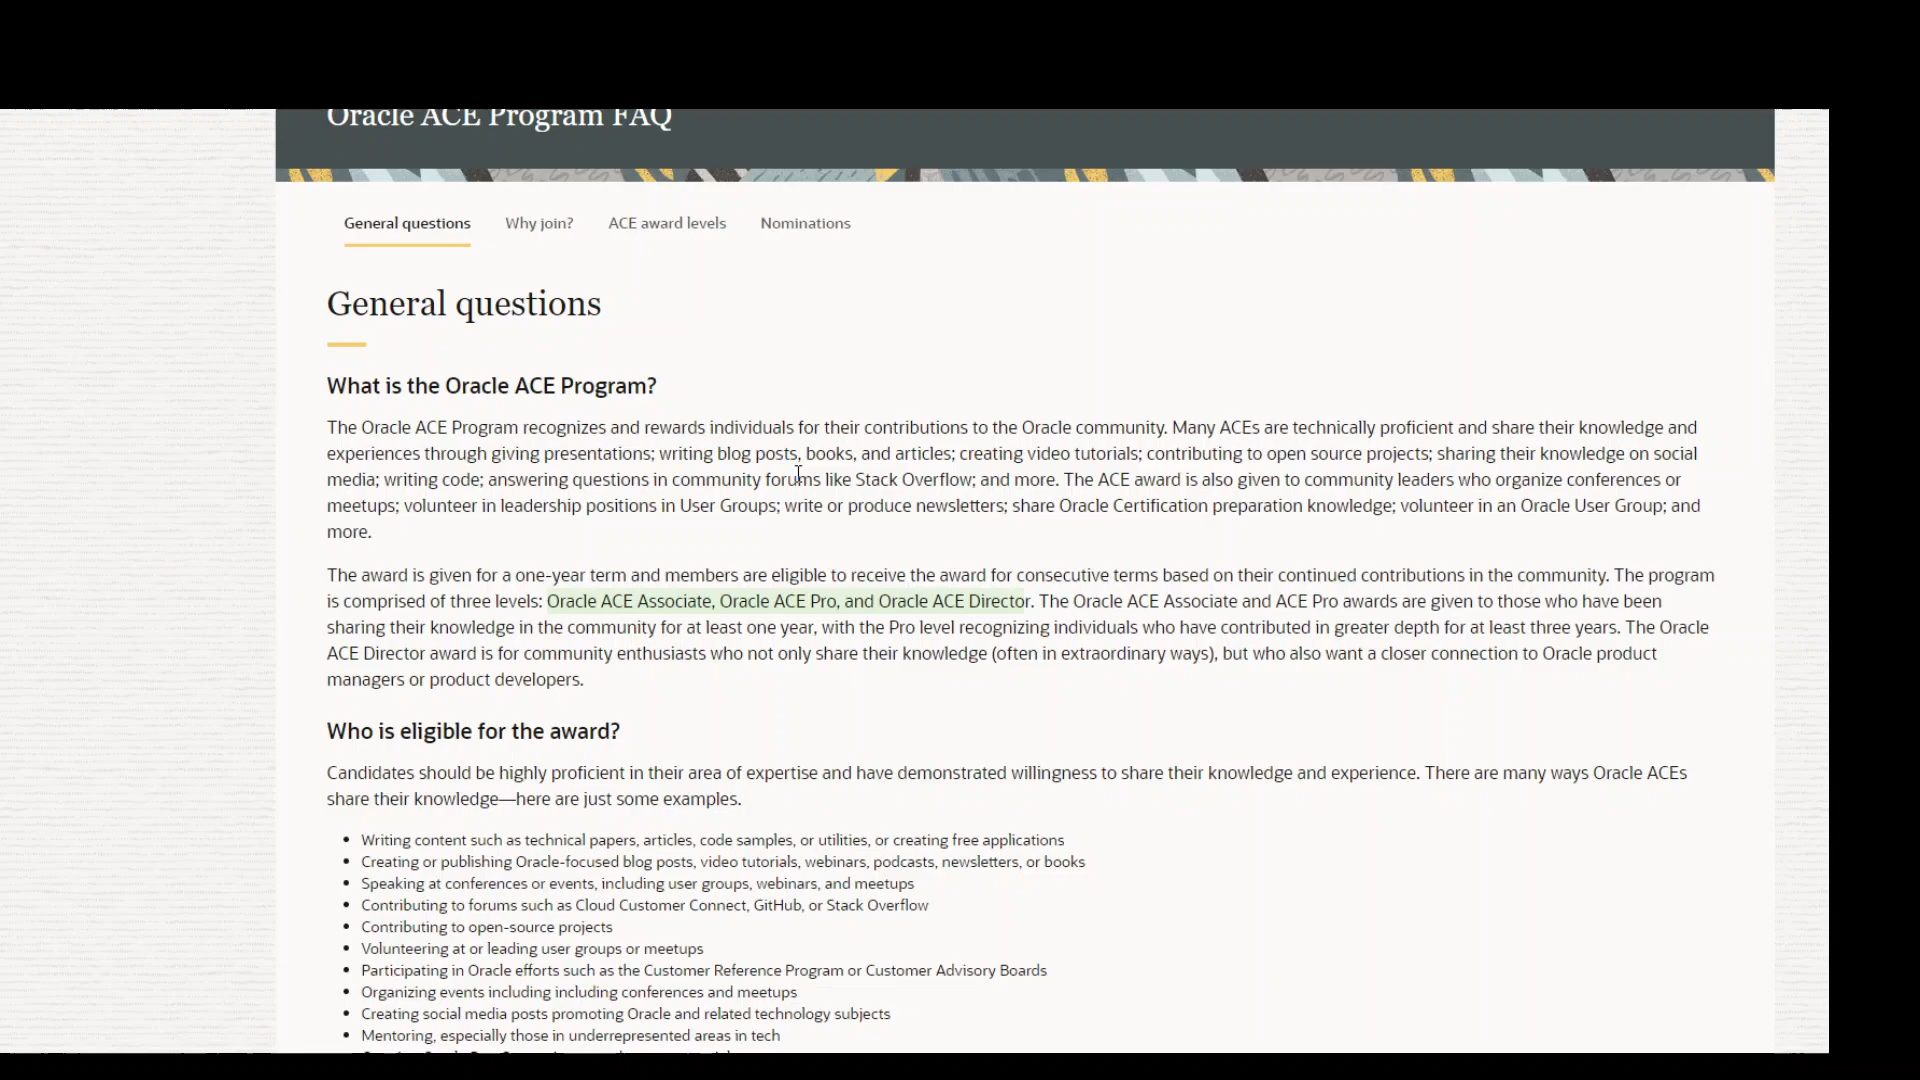 Oracle ACE Program FAQ
General questions
Why join?
ACE award levels
Nominations
General questions
What is the Oracle ACE Program?
The Oracle ACE Program recognizes and rewards individuals for their contributions to the Oracle community. Many ACEs are technically proficient and share their knowledge and
experiences through giving presentations; writing blog posts, books, and articles; creating video tutorials; contributing to open source projects; sharing their knowledge on social
media; writing code; answering questions in community forums like Stack Overflow; and more. The ACE award is also given to community leaders who organize conferences or
meetups; volunteer in leadership positions in User Groups; write or produce newsletters; share Oracle Certification preparation knowledge; volunteer in an Oracle User Group; and
more.
The award is given for a one-year term and members are eligible to receive the award for consecutive terms based on their continued contributions in the community. The program
is comprised of three levels: Oracle ACE Associate, Oracle ACE Pro, and Oracle ACE Director. The Oracle ACE Associate and ACE Pro awards are given to those who have been
sharing their knowledge in the community for at least one year, with the Pro level recognizing individuals who have contributed in greater depth for at least three years. The Oracle
ACE Director award is for community enthusiasts who not only share their knowledge (often in extraordinary ways), but who also want a closer connection to Oracle product
managers or product developers.
Who is eligible for the award?
Candidates should be highly proficient in their area of expertise and have demonstrated willingness to share their knowledge and experience. There are many ways Oracle ACEs
share their knowledge—here are just some examples.
• Writing content such as technical papers, articles, code samples, or utilities, or creating free applications
• Creating or publishing Oracle-focused blog posts, video tutorials, webinars, podcasts, newsletters, or books
• Speaking at conferences or events, including user groups, webinars, and meetups
• Contributing to forums such as Cloud Customer Connect, GitHub, or Stack Overflow
• Contributing to open-source projects
• Volunteering at or leading user groups or meetups
• Participating in Oracle efforts such as the Customer Reference Program or Customer Advisory Boards
• Organizing events including including conferences and meetups
• Creating social media posts promoting Oracle and related technology subjects
• Mentoring, especially those in underrepresented areas in tech